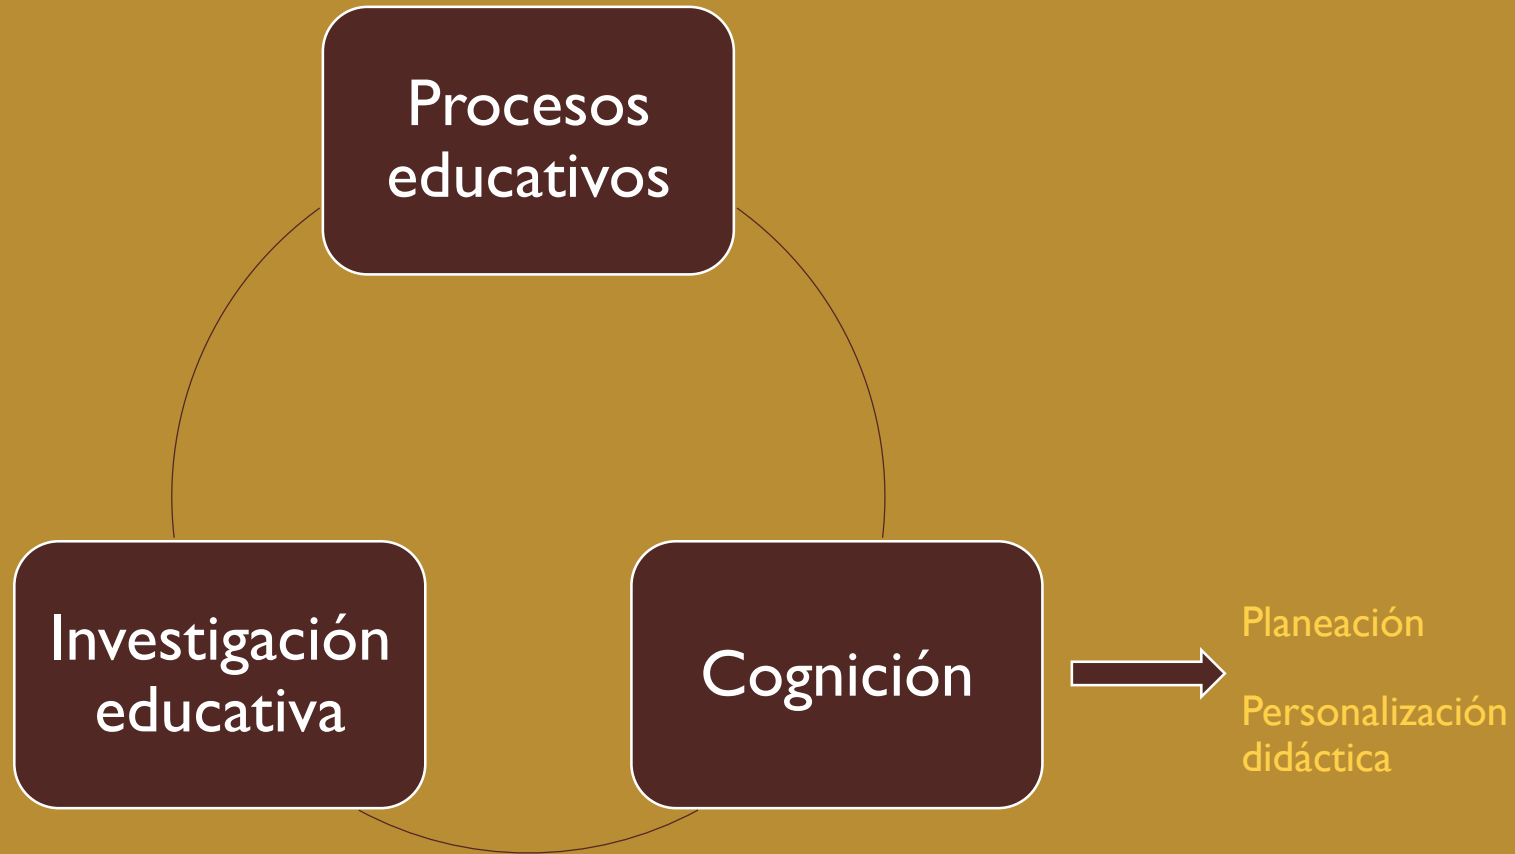 Procesos
educativos
Investigación
educativa
Cognición
Planeación
Personalización
didáctica